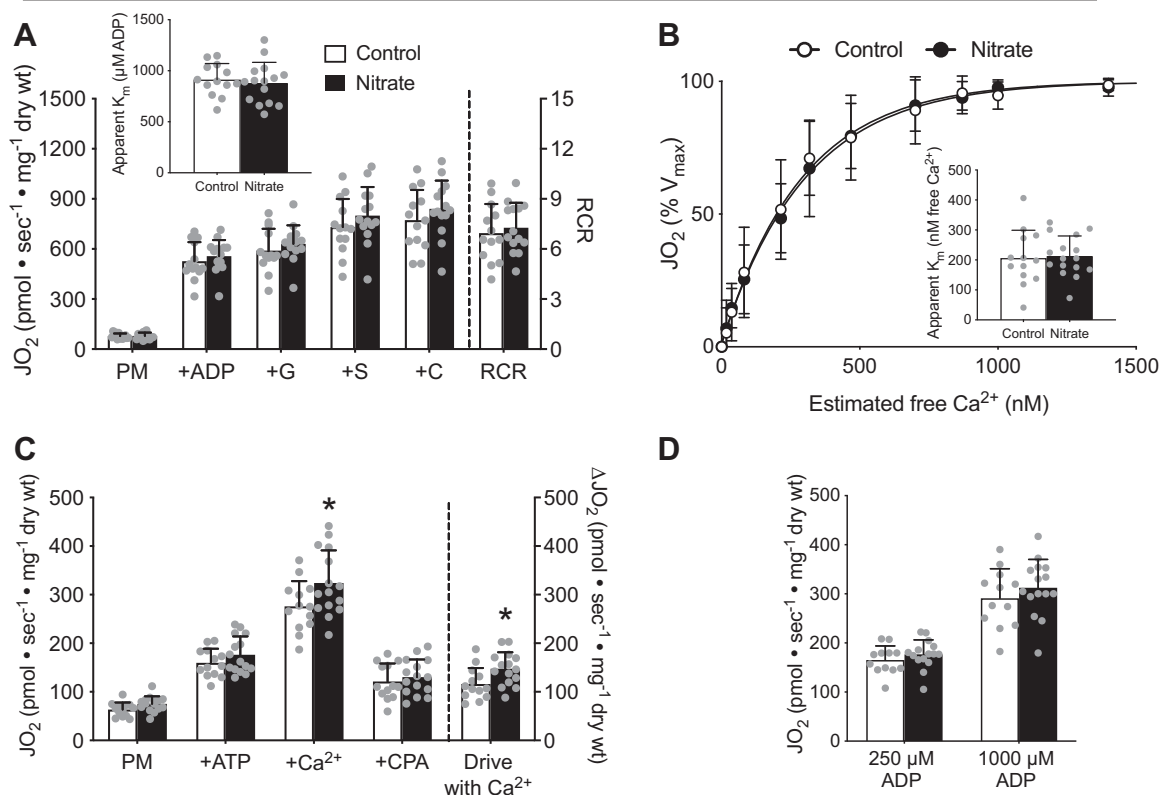 A
Apparent Km (µM ADP)
1500
1000
500
0
Control Nitrate
Control
Nitrate
JO2 (pmol • sec-1 • mg-1 dry wt)
1500
1200
900
600
300
0
15
12
9
6
3
0
RCR
PM +ADP +G +S +C RCR
B
Control Nitrate
JO2 (% Vmax)
100
50
0
0 500 1000 1500
Estimated free Ca2+ (nM)
Apparent Km (nM free Ca2+)
500
400
300
200
100
0
Control Nitrate
C
JO2 (pmol • sec-1 • mg-1 dry wt)
500
400
300
200
100
0
*
*
500
400
300
200
100
0
ΔJO2 (pmol • sec-1 • mg-1 dry wt)
PM +ATP +Ca2+ +CPA Drive
with Ca2+
D
JO2 (pmol • sec-1 • mg-1 dry wt)
500
400
300
200
100
0
250 µM 1000 µM
ADP ADP